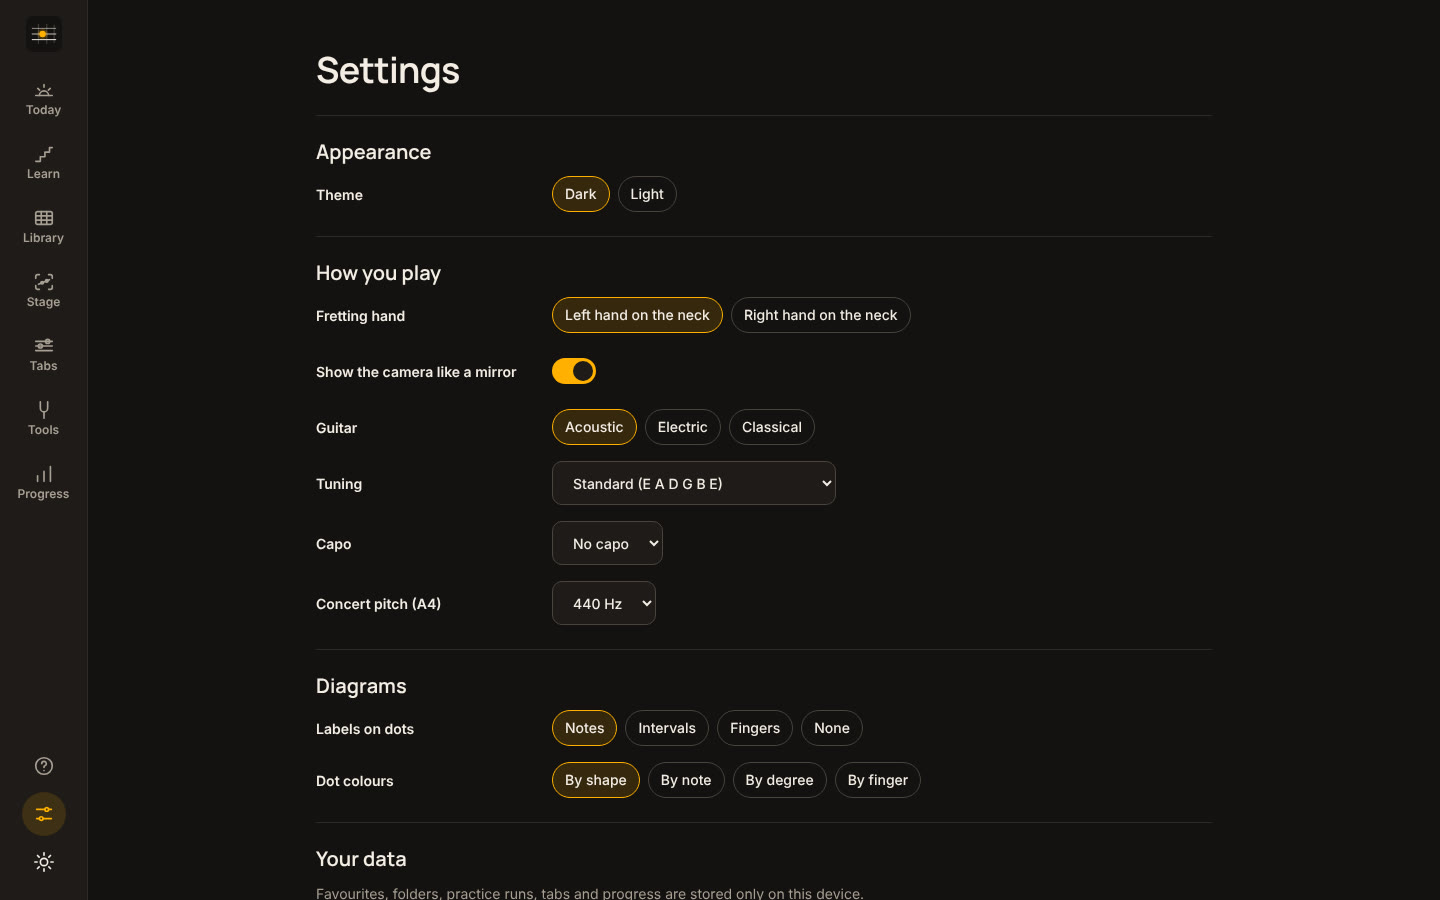 Settings
Today
Learn
Library
Stage
Tabs
Tools
Progress
Appearance
Theme Dark Light
How you play
Fretting hand Left hand on the neck Right hand on the neck
Show the camera like a mirror
Guitar Acoustic Electric Classical
Tuning Standard (E A D G B E)
Capo No capo
Concert pitch (A4) 440 Hz
Diagrams
Labels on dots Notes Intervals Fingers None
Dot colours By shape By note By degree By finger
Your data
Favourites, folders, practice runs, tabs and progress are stored only on this device.